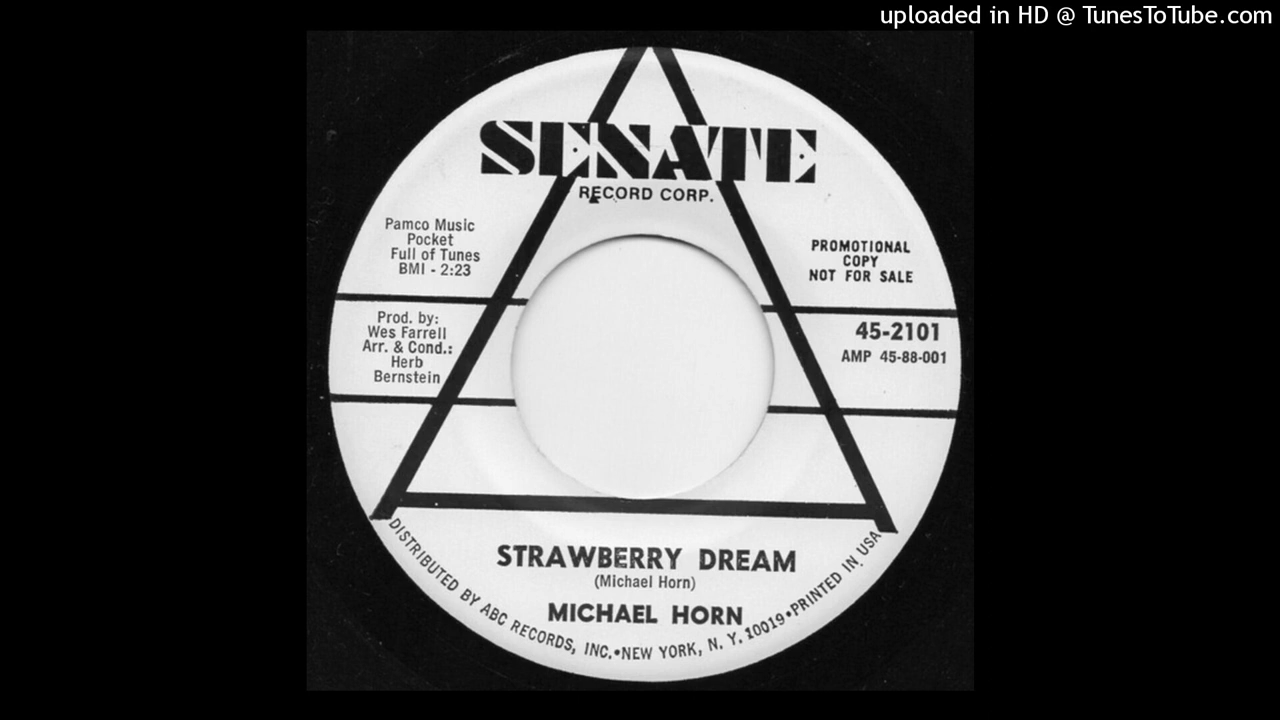 uploaded in HD @ TunesToTube.com
SENATE
RECORD CORP.
Pamco Music
Pocket
Full of Tunes
BMI - 2:23
PROMOTIONAL
COPY
NOT FOR SALE
Prod. by:
Wes Farrell
Arr. & Cond.:
Herb
Bernstein
45-2101
AMP 45-88-001
STRAWBERRY DREAM
(Michael Horn)
MICHAEL HORN
DISTRIBUTED BY ABC RECORDS, INC.•NEW YORK, N. Y. 10019•PRINTED IN USA